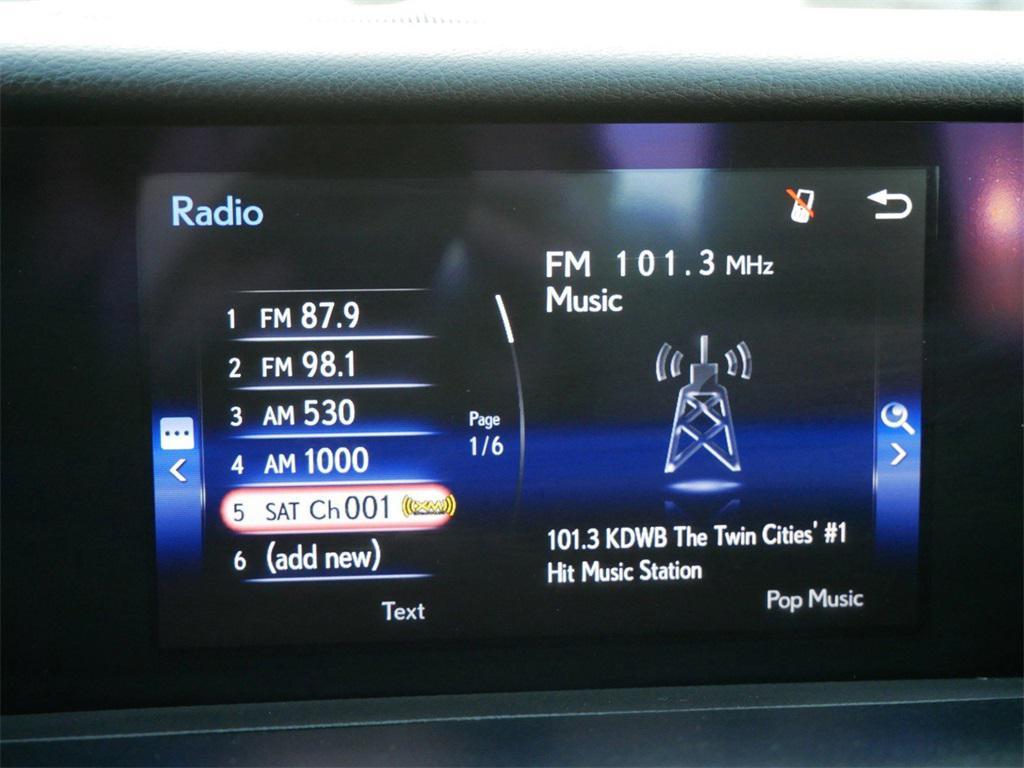 Radio
1 FM 87.9
2 FM 98.1
3 AM 530
4 AM 1000
5 SAT Ch 001 ((XM))
6 (add new)
Page
1/6
Text
FM 101.3 MHz
Music
101.3 KDWB The Twin Cities' #1
Hit Music Station
Pop Music